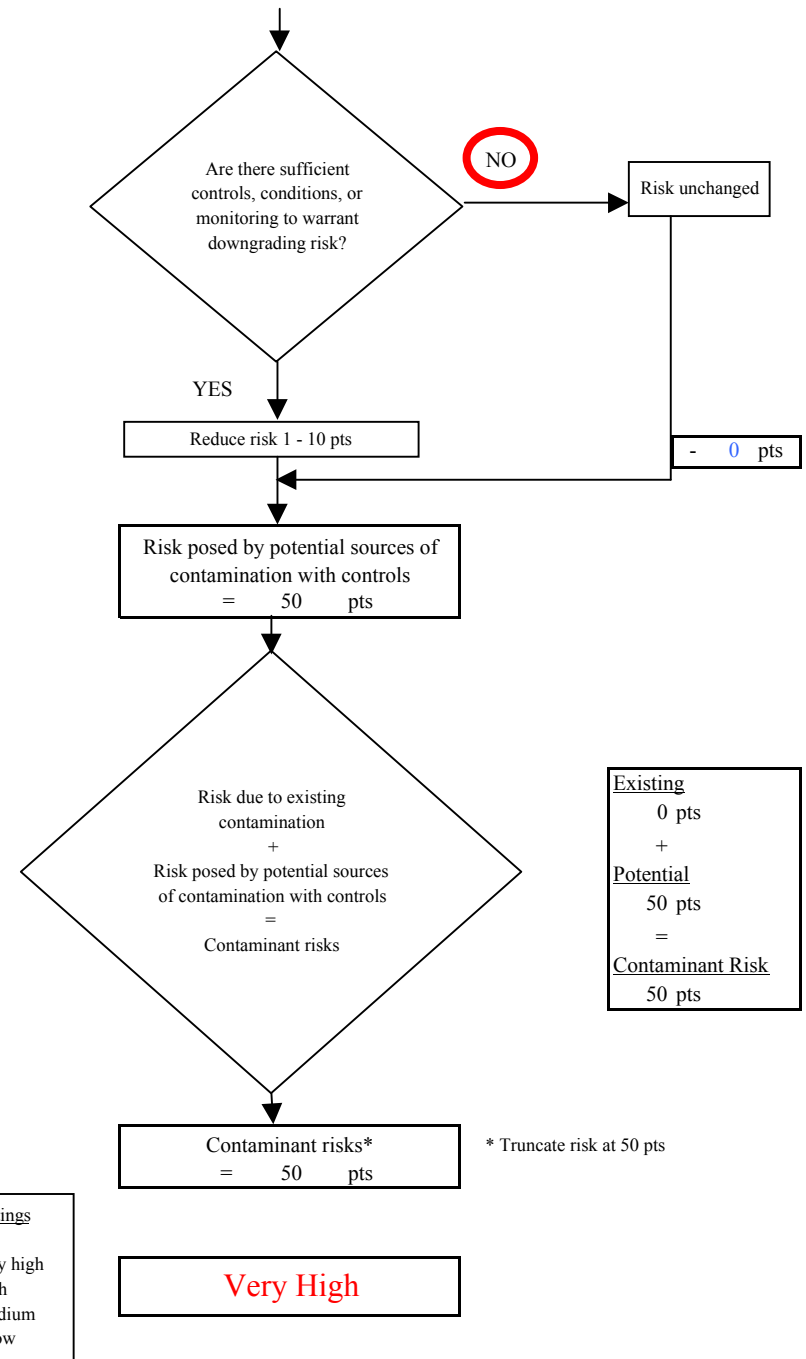 Are there sufficient
controls, conditions, or
monitoring to warrant
downgrading risk?
NO
Risk unchanged
YES
Reduce risk 1 - 10 pts
- 0 pts
Risk posed by potential sources of
contamination with controls
= 50 pts
Risk due to existing
contamination
+
Risk posed by potential sources
of contamination with controls
=
Contaminant risks
Existing
0 pts
+
Potential
50 pts
=
Contaminant Risk
50 pts
Contaminant risks*
= 50 pts
* Truncate risk at 50 pts
high
Very High